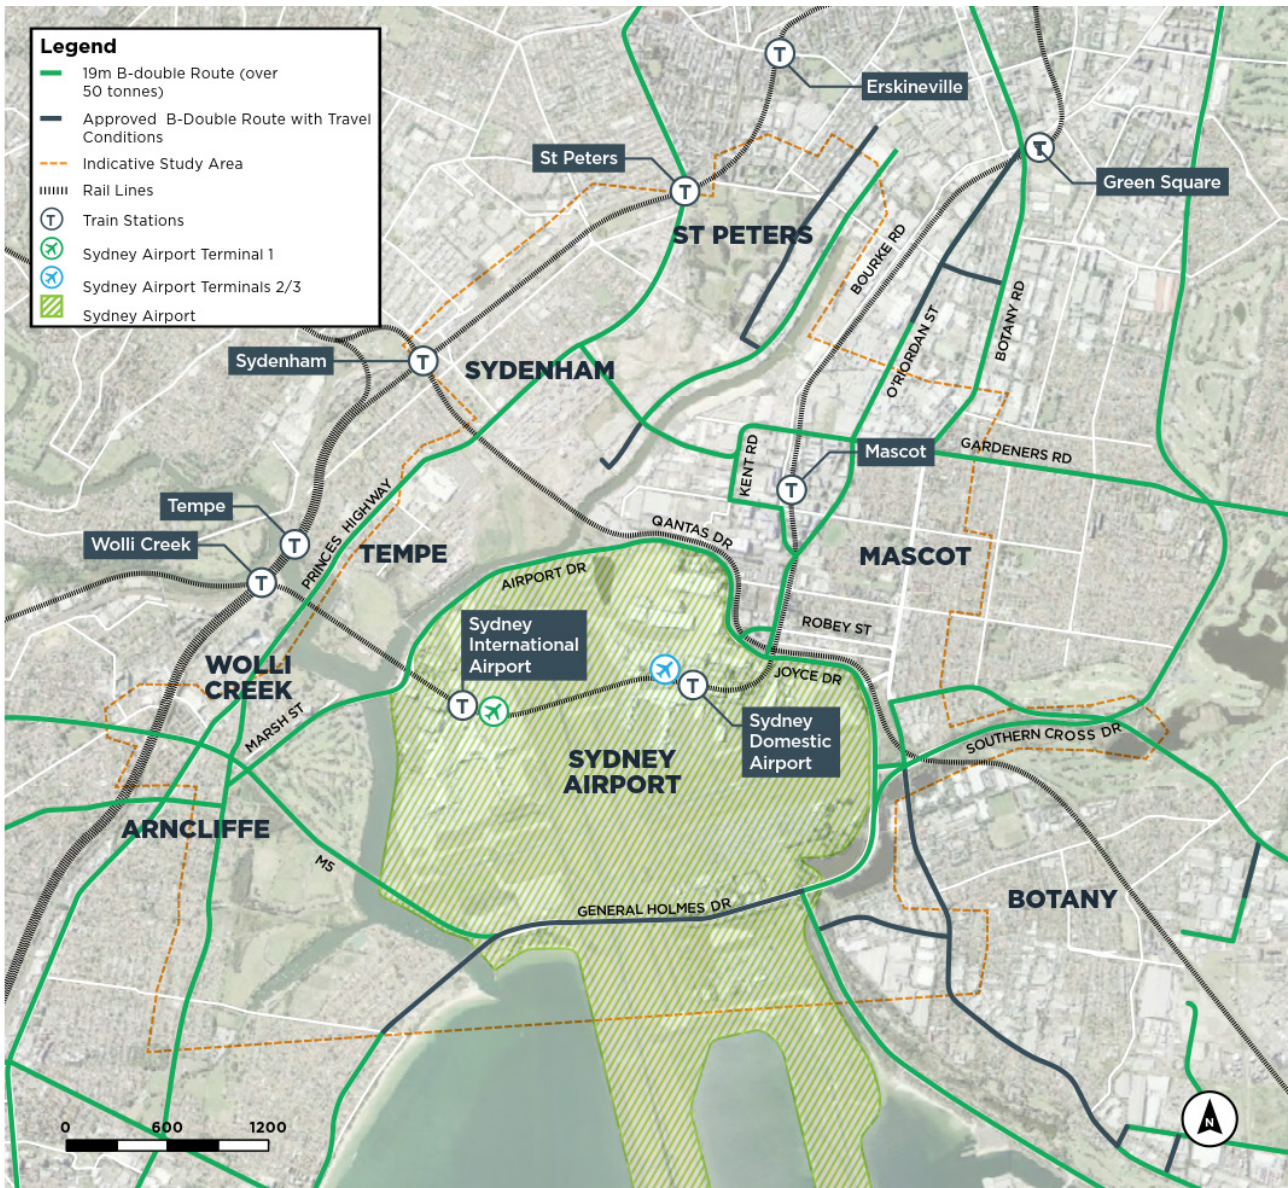 Legend
19m B-double Route (over
50 tonnes)
Approved B-Double Route with Travel
Conditions
Indicative Study Area
Rail Lines
T
Train Stations
Sydney Airport Terminal 1
Sydney Airport Terminals 2/3
Sydney Airport
T
Erskineville
St Peters
T
T
Green Square
ST PETERS
BOURKE RD
O'RIORDAN ST
BOTANY RD
Sydenham
T
SYDENHAM
KENT RD
Mascot
T
GARDENERS RD
Tempe
T
Wolli Creek
T
PRINCES HIGHWAY
TEMPE
QANTAS DR
MASCOT
AIRPORT DR
Sydney
International
Airport
T
ROBEY ST
JOYCE DR
WOLLI
CREEK
MARSH ST
T
Sydney
Domestic
Airport
SYDNEY
AIRPORT
SOUTHERN CROSS DR
ARNCLIFFE
M5
GENERAL HOLMES DR
BOTANY
0 600 1200
N